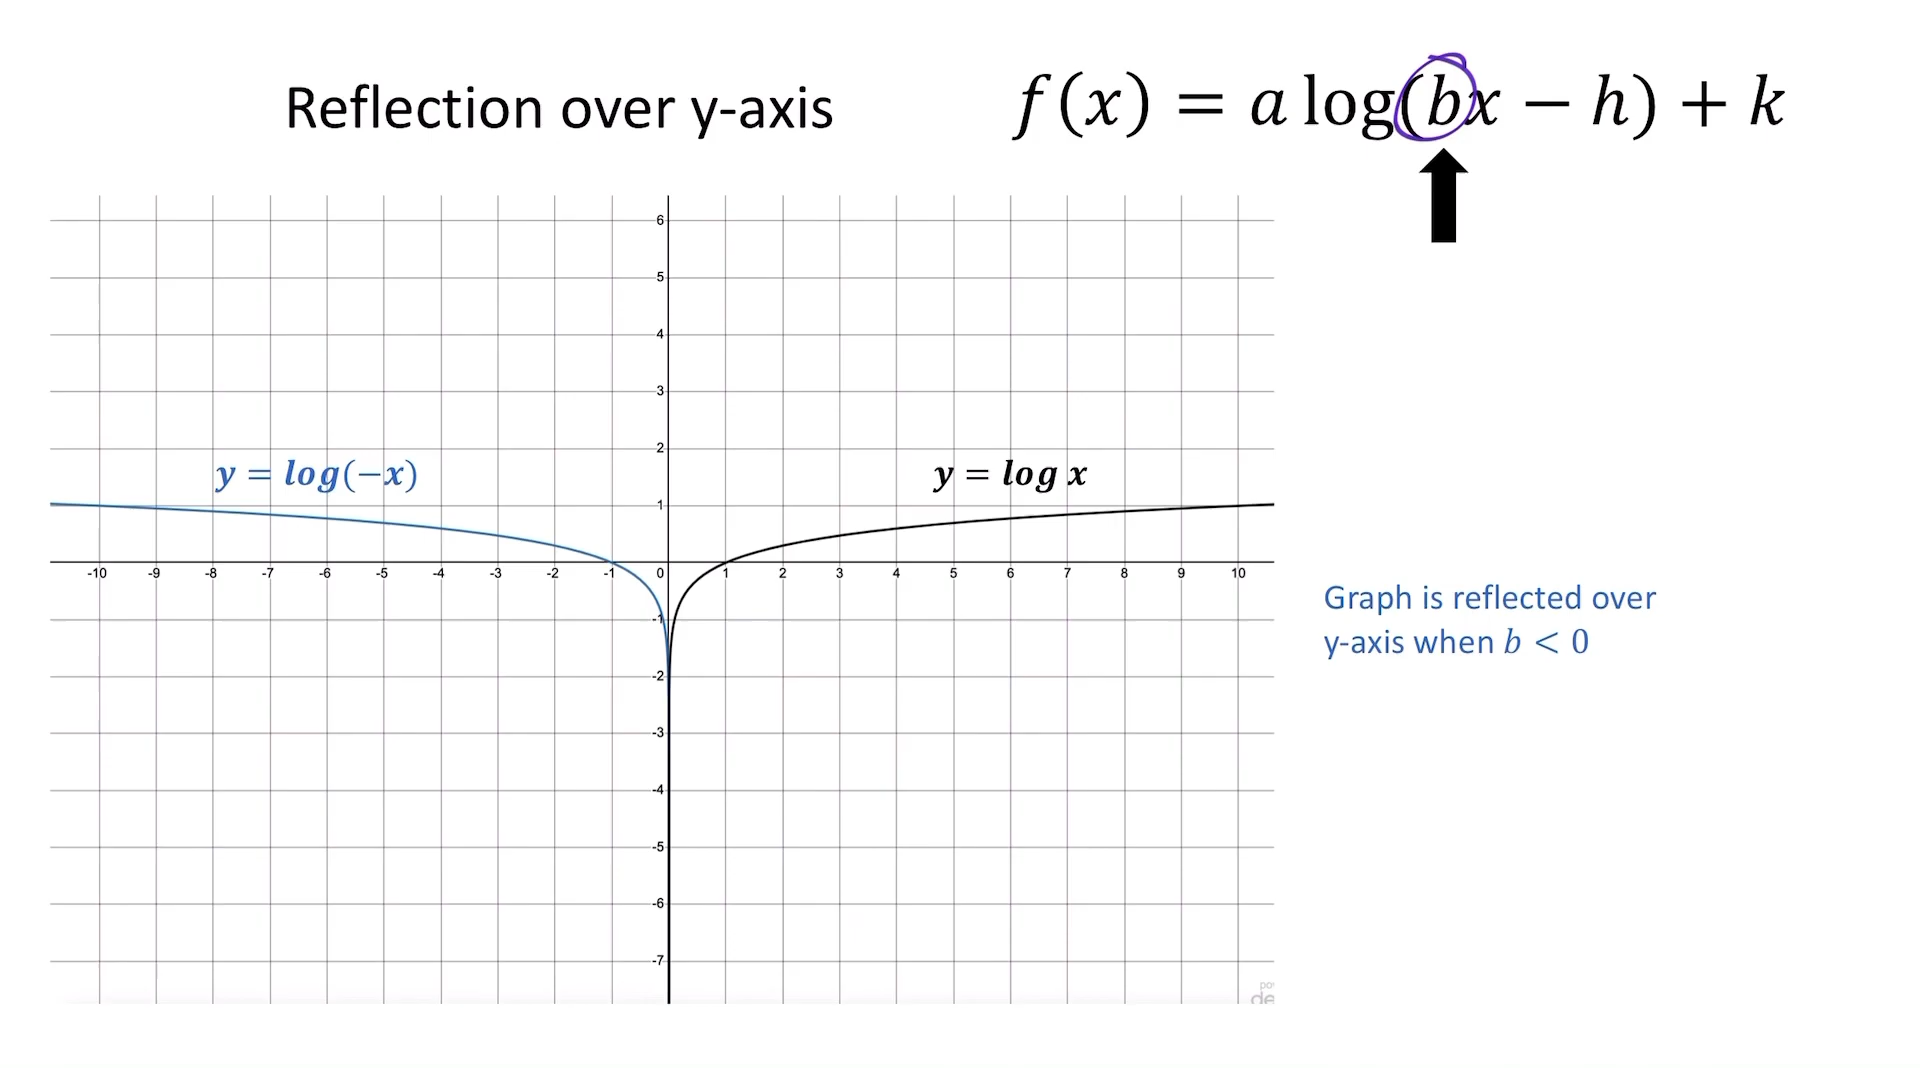 Reflection over y-axis
f(x) = a log(bx − h) + k
6
5
4
3
2
y = log(−x)
y = log x
1
-10 -9 -8 -7 -6 -5 -4 -3 -2 -1 0 1 2 3 4 5 6 7 8 9 10
Graph is reflected over
y-axis when b < 0
-1
-2
-3
-4
-5
-6
-7
po
de